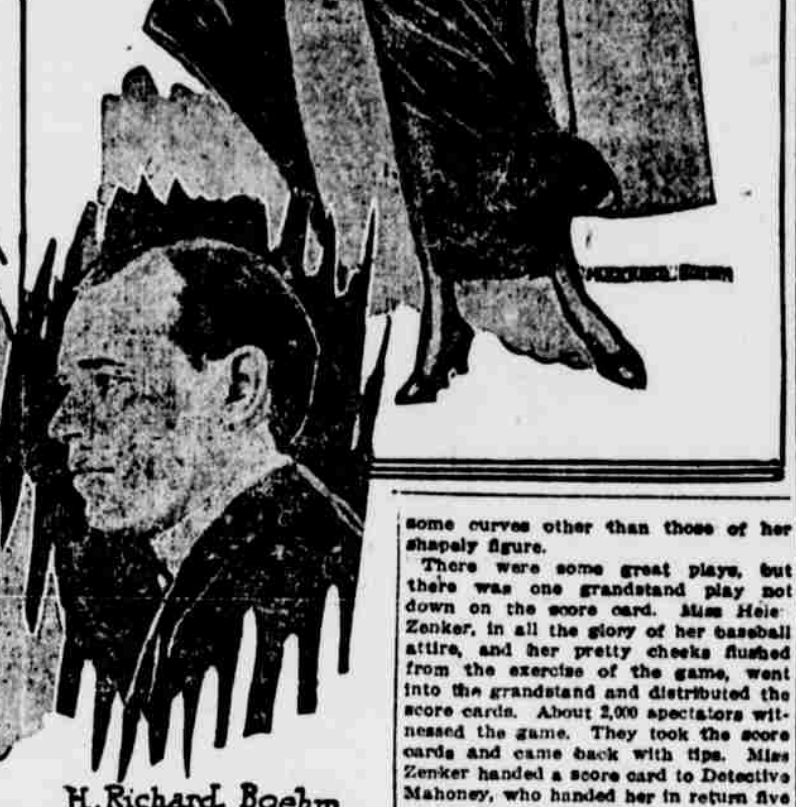 H. Richard Boehm
some curves other than those of her
shapely figure.
There were some great plays, but
there was one grandstand play not
down on the score card. Miss Hele
Zenker, in all the glory of her baseball
attire, and her pretty cheeks flushed
from the exercise of the game, went
into the grandstand and distributed the
score cards. About 2,000 spectators wit-
nessed the game. They took the score
cards and came back with tips. Miss
Zenker handed a score card to Detective
Mahoney, who handed her in return five